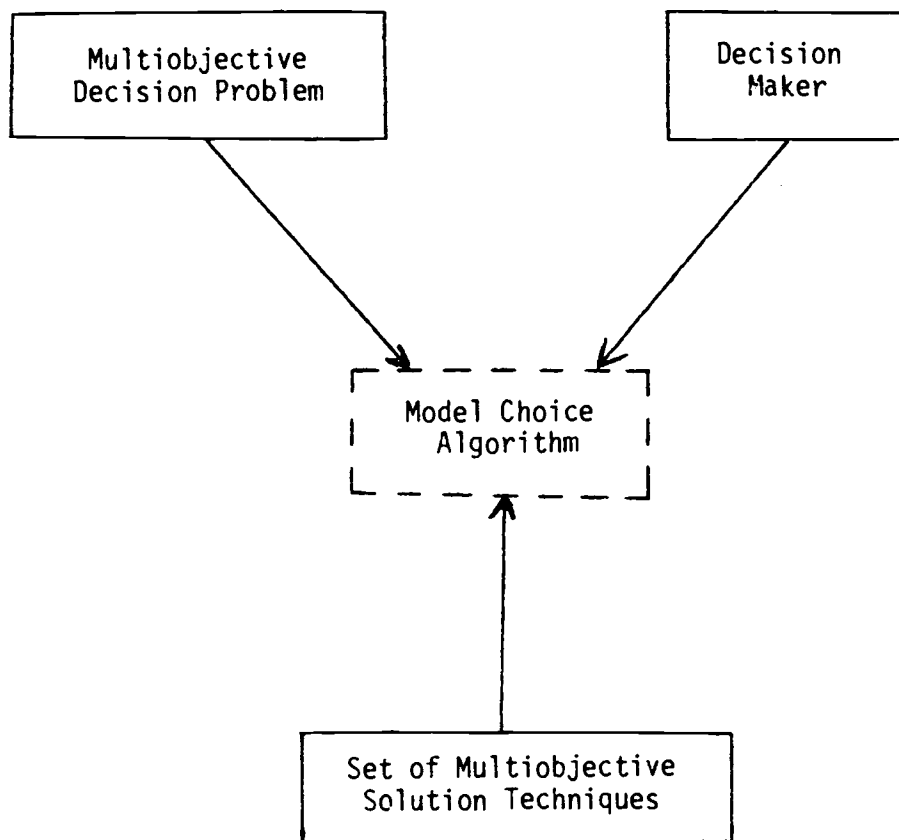 Multiobjective
Decision Problem
Decision
Maker
Model Choice
Algorithm
Set of Multiobjective
Solution Techniques